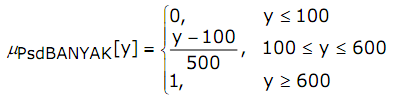 μPsdBANYAK[y] = { 0, y ≤ 100
y − 100 / 500, 100 ≤ y ≤ 600
1, y ≥ 600